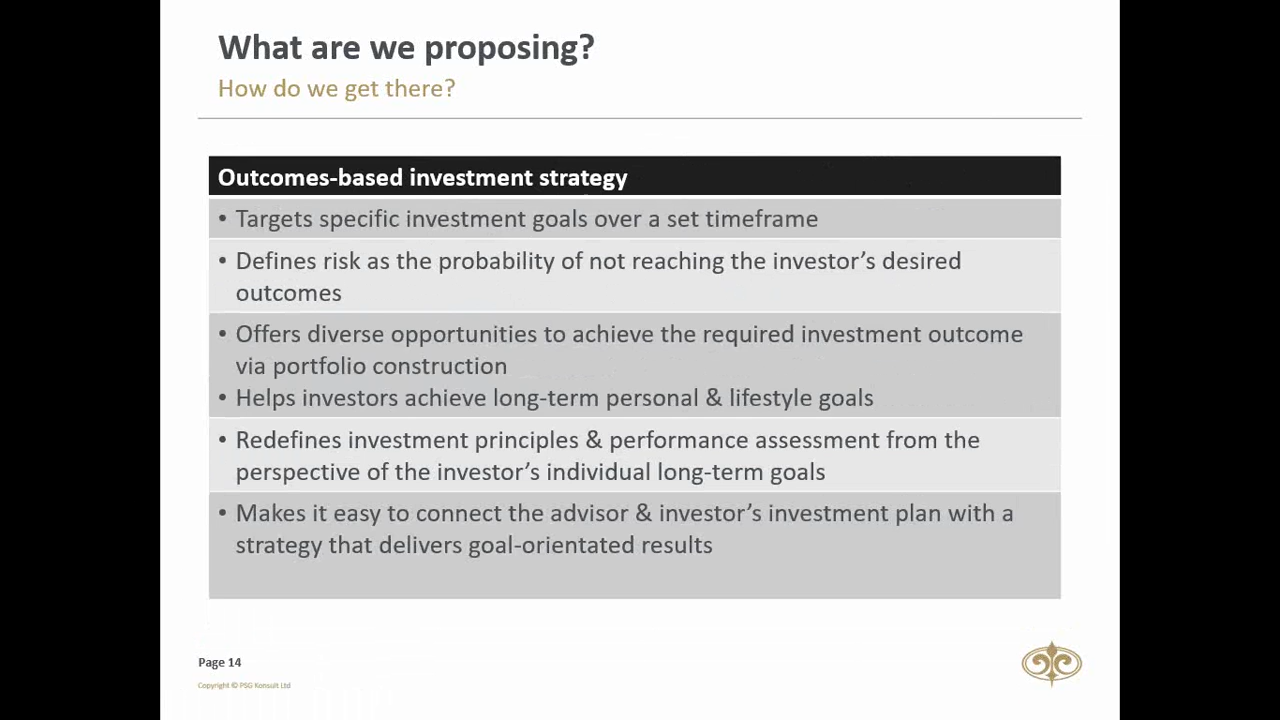 What are we proposing?
How do we get there?
Outcomes-based investment strategy
• Targets specific investment goals over a set timeframe
• Defines risk as the probability of not reaching the investor’s desired
outcomes
• Offers diverse opportunities to achieve the required investment outcome
via portfolio construction
• Helps investors achieve long-term personal & lifestyle goals
• Redefines investment principles & performance assessment from the
perspective of the investor’s individual long-term goals
• Makes it easy to connect the advisor & investor’s investment plan with a
strategy that delivers goal-orientated results
Page 14
Copyright © PSG Konsult Ltd